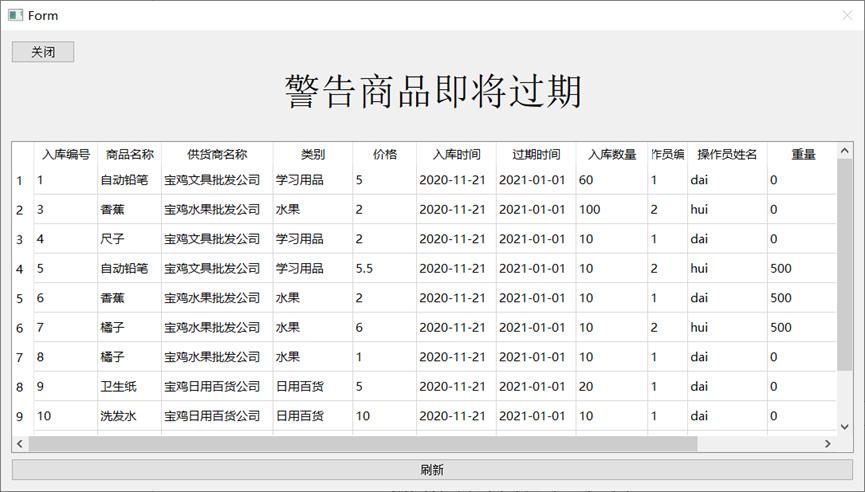 Form
关闭
警告商品即将过期
入库编号 商品名称 供货商名称 类别 价格 入库时间 过期时间 入库数量 作员编 操作员姓名 重量
1 1 自动铅笔 宝鸡文具批发公司 学习用品 5 2020-11-21 2021-01-01 60 1 dai 0
2 3 香蕉 宝鸡水果批发公司 水果 2 2020-11-21 2021-01-01 100 2 hui 0
3 4 尺子 宝鸡文具批发公司 学习用品 2 2020-11-21 2021-01-01 10 1 dai 0
4 5 自动铅笔 宝鸡文具批发公司 学习用品 5.5 2020-11-21 2021-01-01 10 2 hui 500
5 6 香蕉 宝鸡水果批发公司 水果 2 2020-11-21 2021-01-01 10 1 dai 500
6 7 橘子 宝鸡水果批发公司 水果 6 2020-11-21 2021-01-01 10 2 hui 500
7 8 橘子 宝鸡水果批发公司 水果 1 2020-11-21 2021-01-01 10 1 dai 0
8 9 卫生纸 宝鸡日用百货公司 日用百货 5 2020-11-21 2021-01-01 20 1 dai 0
9 10 洗发水 宝鸡日用百货公司 日用百货 10 2020-11-21 2021-01-01 10 1 dai 0
刷新